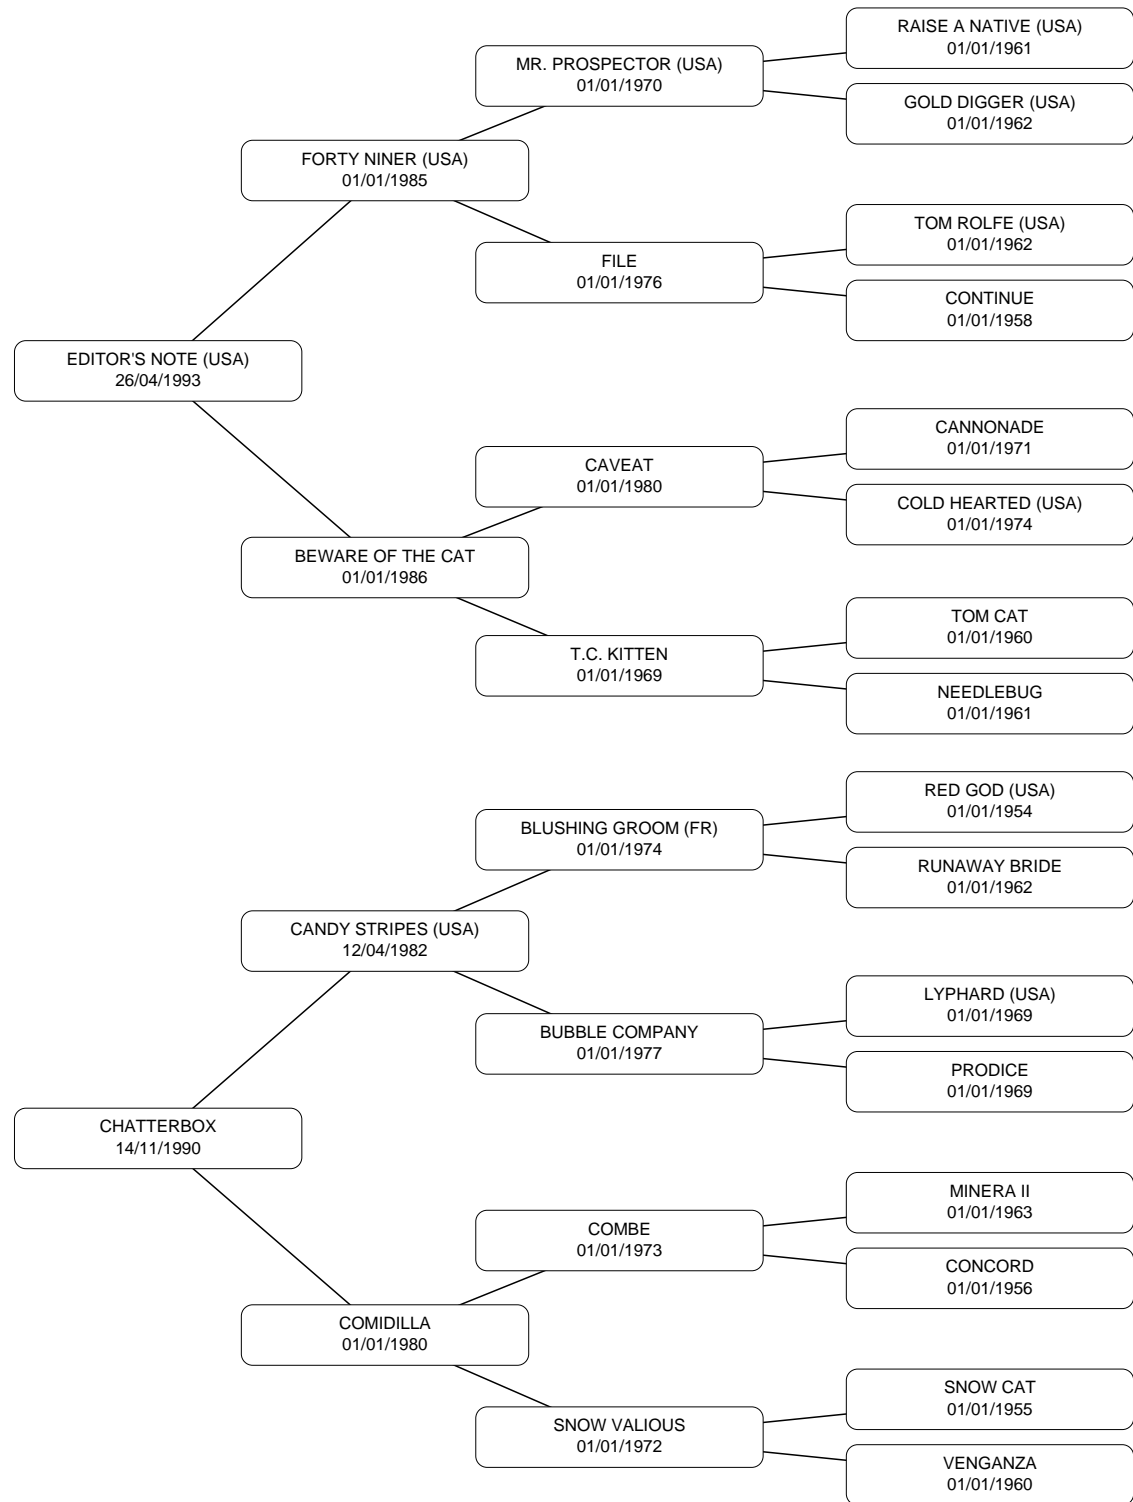 RAISE A NATIVE (USA)
01/01/1961
MR. PROSPECTOR (USA)
01/01/1970
GOLD DIGGER (USA)
01/01/1962
FORTY NINER (USA)
01/01/1985
TOM ROLFE (USA)
01/01/1962
FILE
01/01/1976
CONTINUE
01/01/1958
EDITOR'S NOTE (USA)
26/04/1993
CANNONADE
01/01/1971
CAVEAT
01/01/1980
COLD HEARTED (USA)
01/01/1974
BEWARE OF THE CAT
01/01/1986
TOM CAT
01/01/1960
T.C. KITTEN
01/01/1969
NEEDLEBUG
01/01/1961
RED GOD (USA)
01/01/1954
BLUSHING GROOM (FR)
01/01/1974
RUNAWAY BRIDE
01/01/1962
CANDY STRIPES (USA)
12/04/1982
LYPHARD (USA)
01/01/1969
BUBBLE COMPANY
01/01/1977
PRODICE
01/01/1969
CHATTERBOX
14/11/1990
MINERA II
01/01/1963
COMBE
01/01/1973
CONCORD
01/01/1956
COMIDILLA
01/01/1980
SNOW CAT
01/01/1955
SNOW VALIOUS
01/01/1972
VENGANZA
01/01/1960